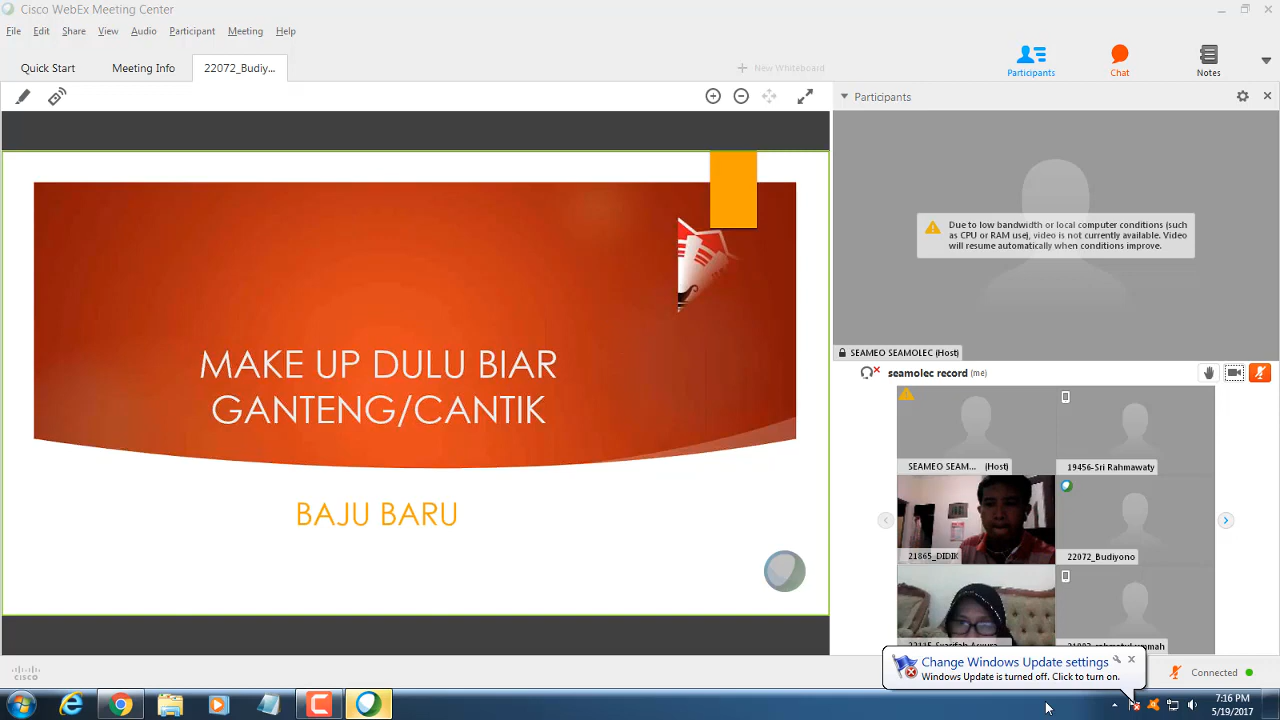 Cisco WebEx Meeting Center
File Edit Share View Audio Participant Meeting Help
Quick Start Meeting Info 22072_Budiy...
New Whiteboard
Participants Chat Notes
Participants
Due to low bandwidth or local computer conditions (such
as CPU or RAM use), video is not currently available. Video
will resume automatically when conditions improve.
SEAMEO SEAMOLEC (Host)
seamolec record (me)
MAKE UP DULU BIAR
GANTENG/CANTIK
BAJU BARU
SEAMEO SEAM... (Host)
19456-Sri Rahmawaty
21865_DIDIK
22072_Budiyono
Change Windows Update settings
Windows Update is turned off. Click to turn on.
cisco
Connected
7:16 PM
5/19/2017